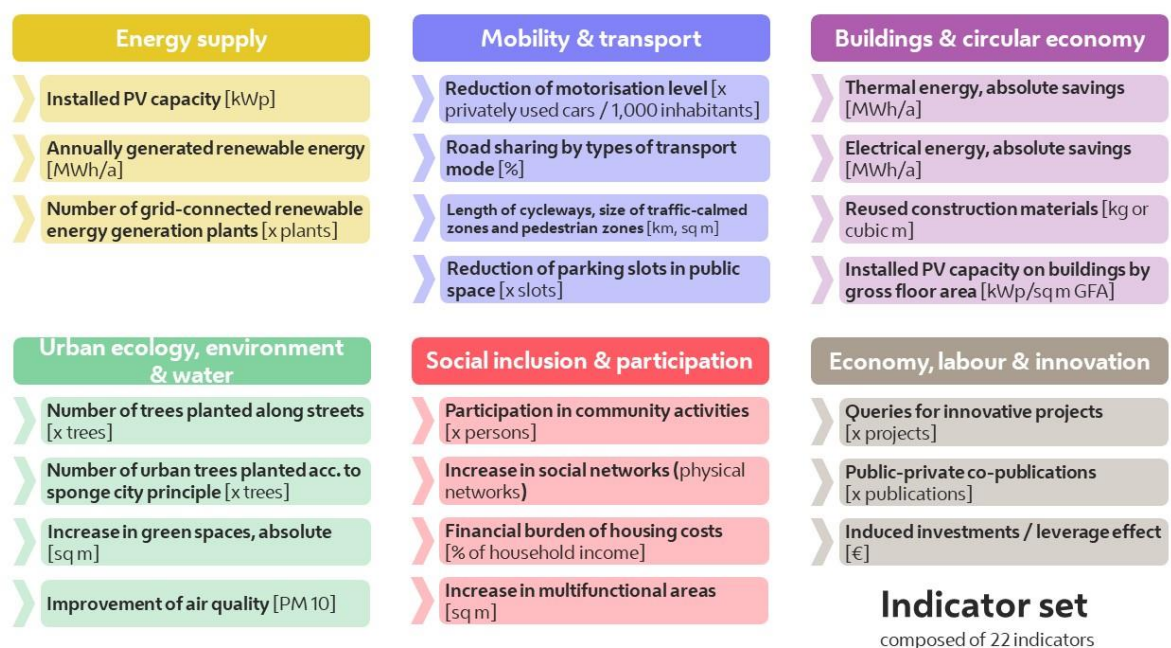 Energy supply
Installed PV capacity [kWp]
Annually generated renewable energy
[MWh/a]
Number of grid-connected renewable
energy generation plants [x plants]
Mobility & transport
Reduction of motorisation level [x
privately used cars / 1,000 inhabitants]
Road sharing by types of transport
mode [%]
Length of cycleways, size of traffic-calmed
zones and pedestrian zones [km, sq m]
Reduction of parking slots in public
space [x slots]
Buildings & circular economy
Thermal energy, absolute savings
[MWh/a]
Electrical energy, absolute savings
[MWh/a]
Reused construction materials [kg or
cubic m]
Installed PV capacity on buildings by
gross floor area [kWp/sq m GFA]
Urban ecology, environment
& water
Number of trees planted along streets
[x trees]
Number of urban trees planted acc. to
sponge city principle [x trees]
Increase in green spaces, absolute
[sq m]
Improvement of air quality [PM 10]
Social inclusion & participation
Participation in community activities
[x persons]
Increase in social networks (physical
networks)
Financial burden of housing costs
[% of household income]
Increase in multifunctional areas
[sq m]
Economy, labour & innovation
Queries for innovative projects
[x projects]
Public-private co-publications
[x publications]
Induced investments / leverage effect
[€]
Indicator set
composed of 22 indicators